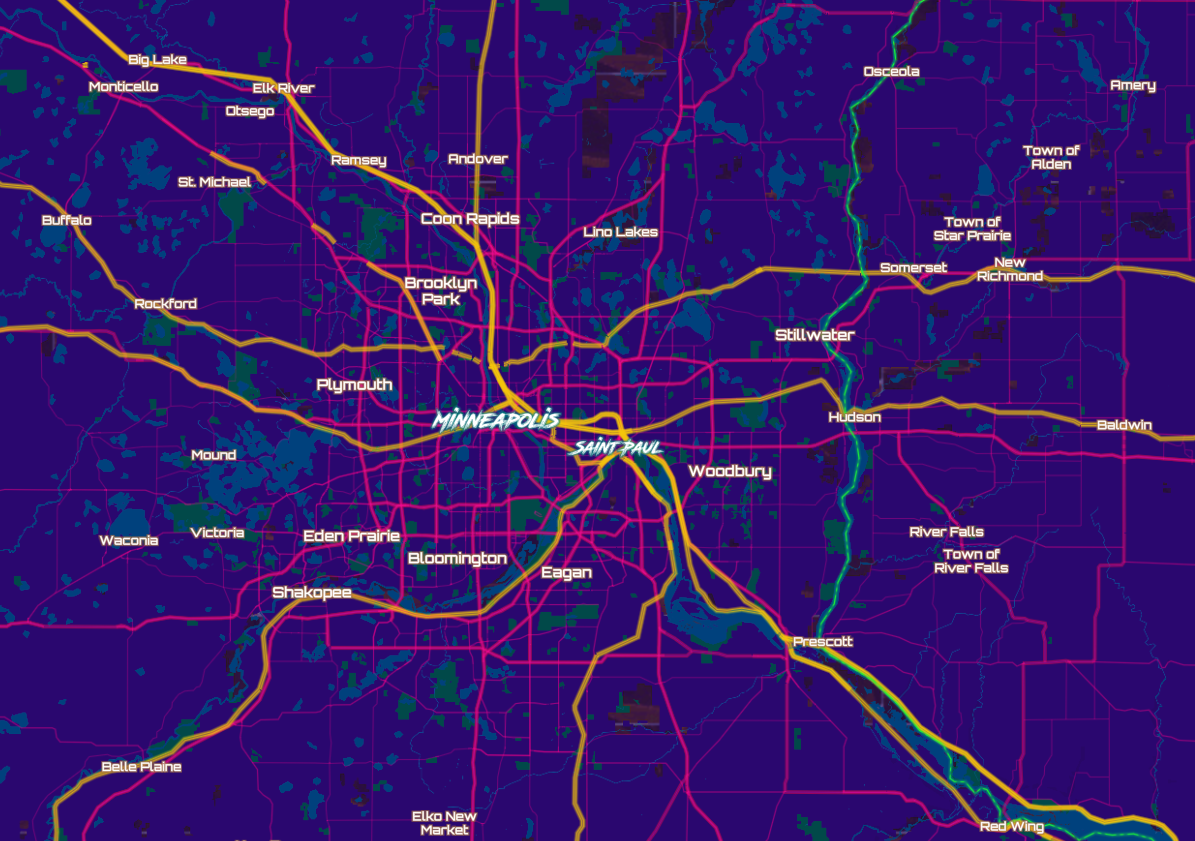 Big Lake
Osceola
Monticello
Elk River
Amery
Otsego
Ramsey
Andover
Town of
Alden
St. Michael
Buffalo
Coon Rapids
Lino Lakes
Town of
Star Prairie
Somerset
New
Richmond
Brooklyn
Park
Rockford
Stillwater
Plymouth
Minneapolis
Hudson
Baldwin
Saint Paul
Mound
Woodbury
Waconia
Victoria
Eden Prairie
River Falls
Bloomington
Eagan
Town of
River Falls
Shakopee
Prescott
Belle Plaine
Elko New
Market
Red Wing